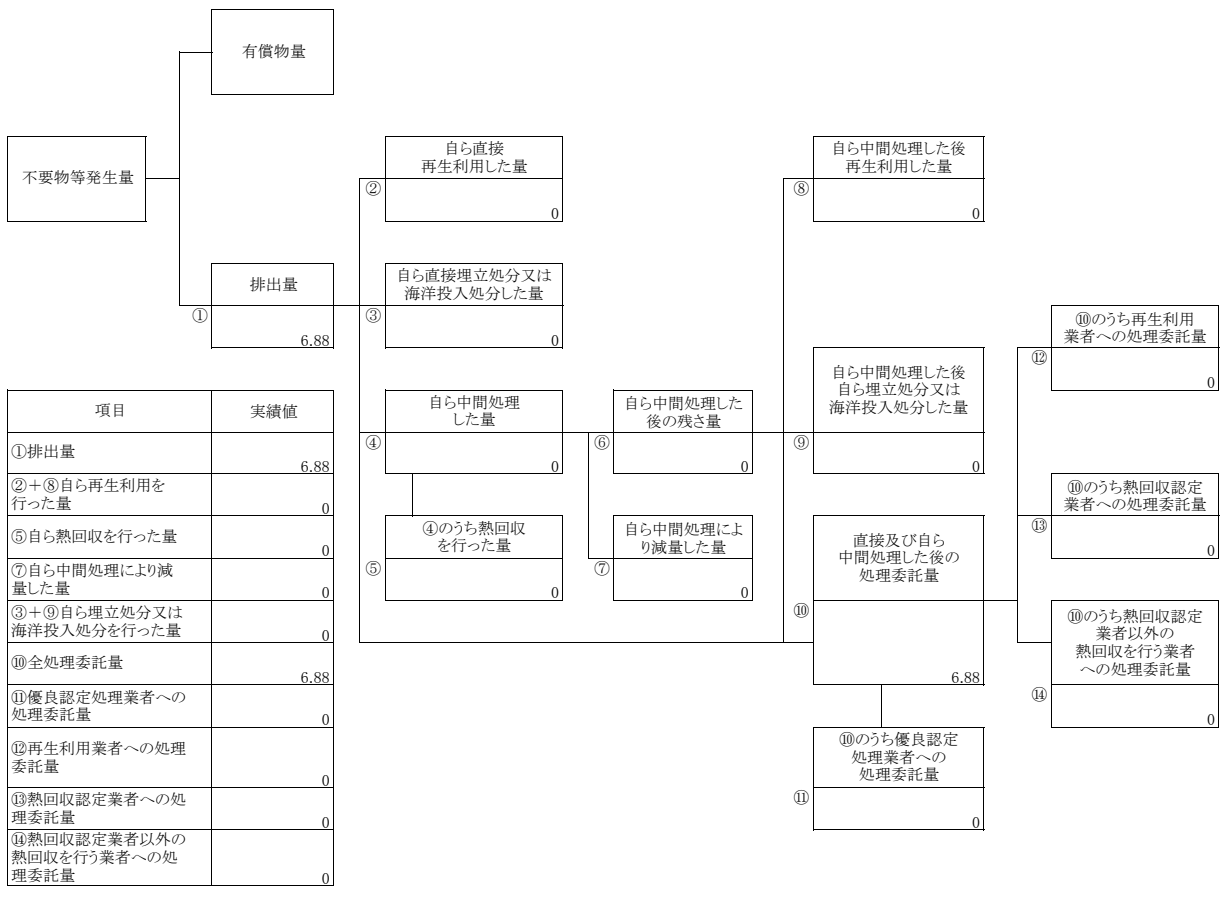 有償物量
不要物等発生量
自ら直接
再生利用した量
②
0
自ら中間処理した後
再生利用した量
⑧
0
排出量
①
6.88
自ら直接埋立処分又は
海洋投入処分した量
③
0
⑩のうち再生利用
業者への処理委託量
⑫
0
自ら中間処理
した量
④
0
自ら中間処理した
後の残さ量
⑥
0
自ら中間処理した後
自ら埋立処分又は
海洋投入処分した量
⑨
0
⑩のうち熱回収認定
業者への処理委託量
⑬
0
④のうち熱回収
を行った量
⑤
0
自ら中間処理によ
り減量した量
⑦
0
直接及び自ら
中間処理した後の
処理委託量
⑩
6.88
⑩のうち熱回収認定
業者以外の
熱回収を行う業者
への処理委託量
⑭
0
⑩のうち優良認定
処理業者への
処理委託量
⑪
0
項目 実績値
①排出量
6.88
②＋⑧自ら再生利用を
行った量
0
⑤自ら熱回収を行った量
0
⑦自ら中間処理により減
量した量
0
③＋⑨自ら埋立処分又は
海洋投入処分を行った量
0
⑩全処理委託量
6.88
⑪優良認定処理業者への
処理委託量
0
⑫再生利用業者への処理
委託量
0
⑬熱回収認定業者への処
理委託量
0
⑭熱回収認定業者以外の
熱回収を行う業者への処
理委託量
0